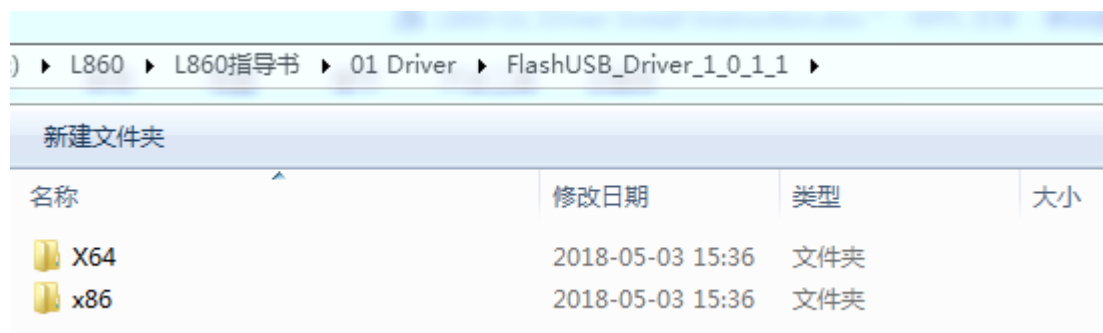 ) ▸ L860 ▸ L860指导书 ▸ 01 Driver ▸ FlashUSB_Driver_1_0_1_1 ▸
新建文件夹
名称 修改日期 类型 大小
X64 2018-05-03 15:36 文件夹
x86 2018-05-03 15:36 文件夹